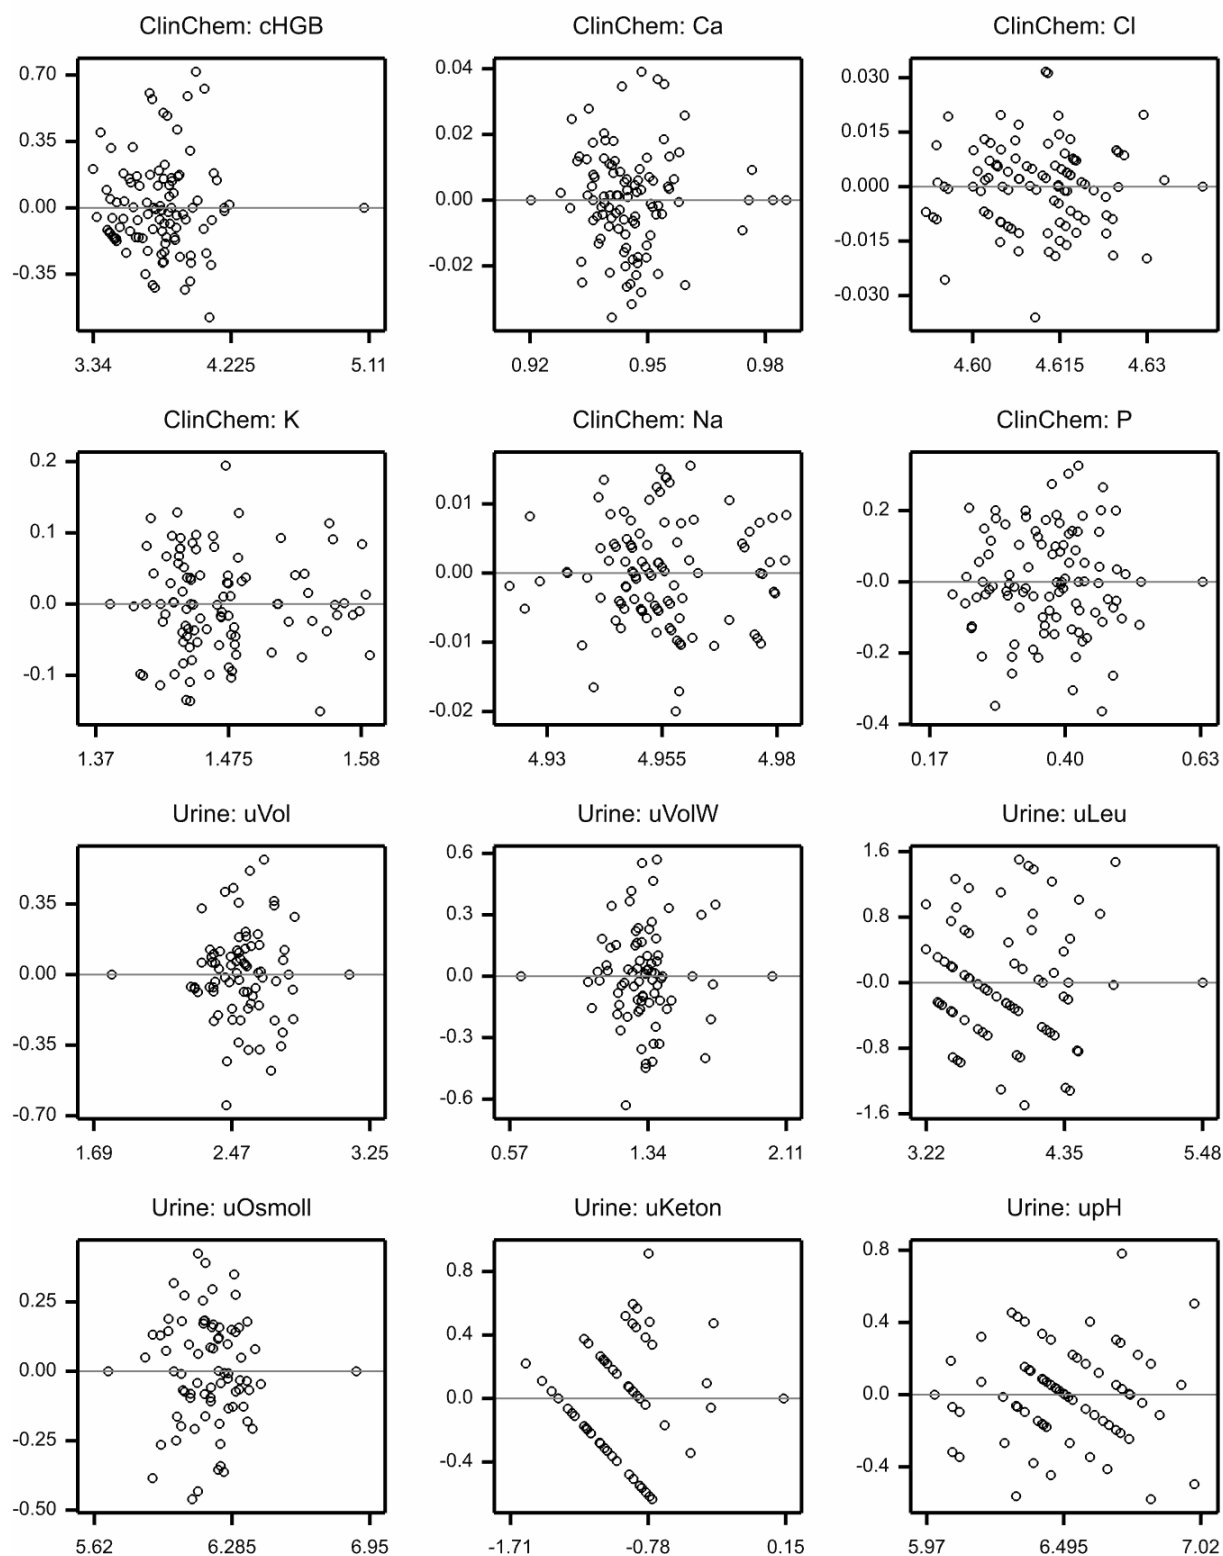 ClinChem: cHGB ClinChem: Ca ClinChem: Cl
0.70 0.04 0.030
0.35 0.02 0.015
0.00 0.00 0.000
-0.35 -0.02 -0.015
-0.030
3.34 4.225 5.11 0.92 0.95 0.98 4.60 4.615 4.63
ClinChem: K ClinChem: Na ClinChem: P
0.2 0.01 0.2
0.1 0.00 -0.0
0.0 -0.01 -0.2
-0.1 -0.02 -0.4
1.37 1.475 1.58 4.93 4.955 4.98 0.17 0.40 0.63
Urine: uVol Urine: uVolW Urine: uLeu
0.35 0.6 1.6
0.00 0.3 0.8
-0.35 0.0 -0.0
-0.70 -0.3 -0.8
-0.6 -1.6
1.69 2.47 3.25 0.57 1.34 2.11 3.22 4.35 5.48
Urine: uOsmoll Urine: uKeton Urine: upH
0.25 0.8 0.8
0.00 0.4 0.4
-0.25 0.0 0.0
-0.50 -0.4 -0.4
5.62 6.285 6.95 -1.71 -0.78 0.15 5.97 6.495 7.02